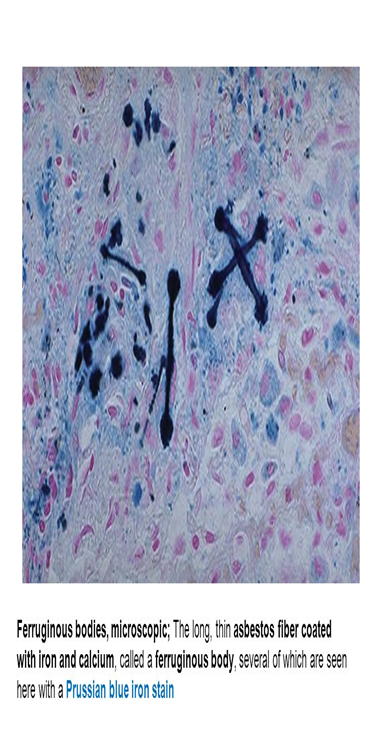 Ferruginous bodies, microscopic; The long, thin asbestos fiber coated
with iron and calcium, called a ferruginous body, several of which are seen
here with a Prussian blue iron stain